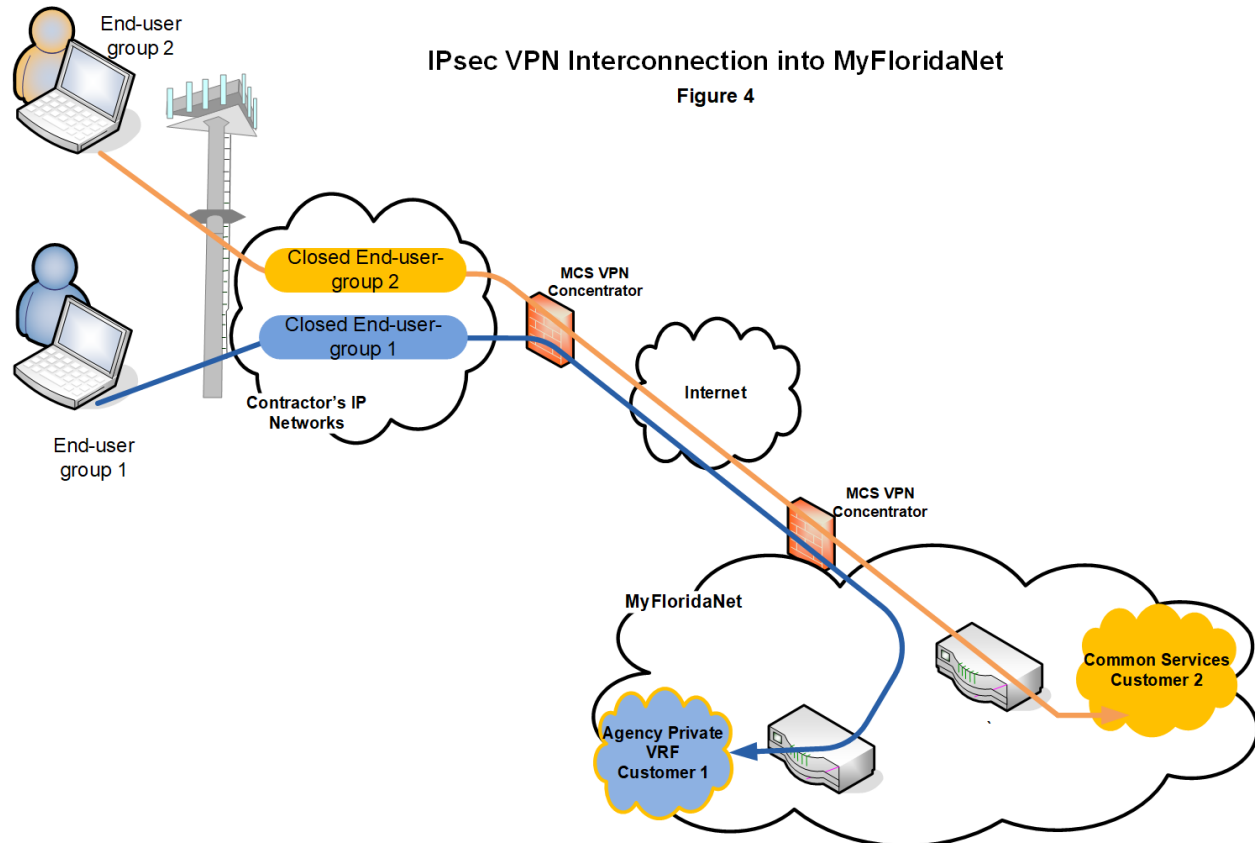 End-user
group 2
IPsec VPN Interconnection into MyFloridaNet
Figure 4
Closed End-user-
group 2
MCS VPN
Concentrator
Closed End-user-
group 1
Contractor's IP
Networks
Internet
End-user
group 1
MCS VPN
Concentrator
MyFloridaNet
Common Services
Customer 2
Agency Private
VRF
Customer 1